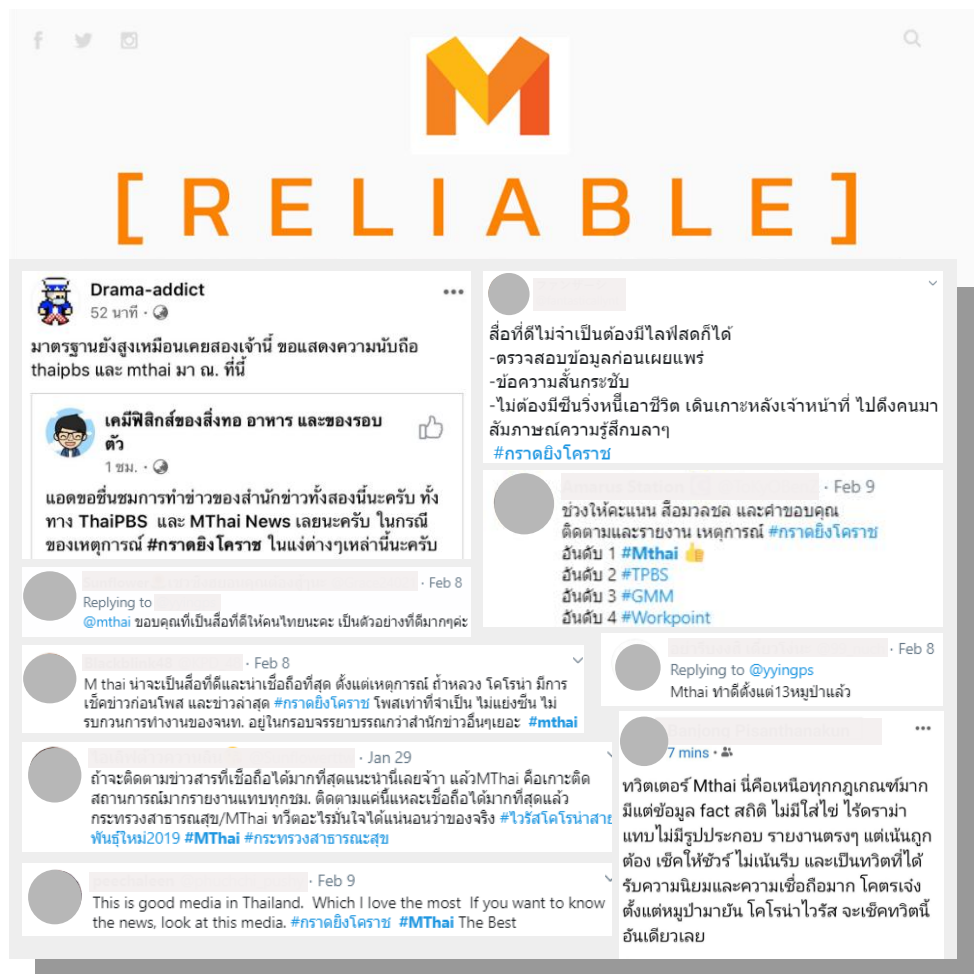 [RELIABLE]
Drama-addict
52 นาที ·
มาตรฐานยังสูงเหมือนเคยสองเจ้านี้ ขอแสดงความนับถือ
thaipbs และ mthai มา ณ. ที่นี้
เคมีฟิสิกส์ของสิ่งทอ อาหาร และของรอบ
ตัว
1 ชม. ·
แอดขอชื่นชมการทำข่าวของสำนักข่าวทั้งสองนี้นะครับ ทั้ง
ทาง ThaiPBS และ MThai News เลยนะครับ ในกรณี
ของเหตุการณ์ #กราดยิงโคราช ในแง่ต่างๆเหล่านี้นะครับ
สื่อที่ดีไม่จำเป็นต้องมีไลฟ์สดก็ได้
-ตรวจสอบข้อมูลก่อนเผยแพร่
-ข้อความสั้นกระชับ
-ไม่ต้องมีซีนวิ่งหนีเอาชีวิต เดินเกาะหลังเจ้าหน้าที่ ไปดึงคนมา
สัมภาษณ์ความรู้สึกบลาๆ
#กราดยิงโคราช
· Feb 9
ช่วงให้คะแนน สื่อมวลชล และคำขอบคุณ
ติดตามและรายงาน เหตุการณ์ #กราดยิงโคราช
อันดับ 1 #Mthai 👍
อันดับ 2 #TPBS
อันดับ 3 #GMM
อันดับ 4 #Workpoint
· Feb 8
Replying to
@mthai ขอบคุณที่เป็นสื่อที่ดีให้คนไทยนะคะ เป็นตัวอย่างที่ดีมากๆค่ะ
· Feb 8
Replying to @yyingps
Mthai ทำดีตั้งแต่13หมูป่าแล้ว
· Feb 8
M thai น่าจะเป็นสื่อที่ดีและน่าเชื่อถือที่สุด ตั้งแต่เหตุการณ์ ถ้ำหลวง โคโรน่า มีการ
เช็คข่าวก่อนโพส และข่าวล่าสุด #กราดยิงโคราช โพสเท่าที่จำเป็น ไม่แย่งซีน ไม่
รบกวนการทำงานของจนท. อยู่ในกรอบจรรยาบรรณกว่าสำนักข่าวอื่นๆเยอะ #mthai
· Jan 29
ถ้าจะติดตามข่าวสารที่เชื่อถือได้มากที่สุดแนะนำนี่เลยจ้าา แล้วMThai คือเกาะติด
สถานการณ์มากรายงานแทบทุกชม. ติดตามแค่นี้แหละเชื่อถือได้มากที่สุดแล้ว
กระทรวงสาธารณสุข/MThai ทวีตอะไรมั่นใจได้แน่นอนว่าของจริง #ไวรัสโคโรน่าสาย
พันธุ์ใหม่2019 #MThai #กระทรวงสาธารณะสุข
· Feb 9
This is good media in Thailand. Which I love the most If you want to know
the news, look at this media. #กราดยิงโคราช #MThai The Best
7 mins ·
ทวิตเตอร์ Mthai นี่คือเหนือทุกกฎเกณฑ์มาก
มีแต่ข้อมูล fact สถิติ ไม่มีใส่ไข่ ไร้ดราม่า
แทบไม่มีรูปประกอบ รายงานตรงๆ แต่เน้นถูก
ต้อง เช็คให้ชัวร์ ไม่เน้นรีบ และเป็นทวิตที่ได้
รับความนิยมและความเชื่อถือมาก โคตรเจ๋ง
ตั้งแต่หมูป่ามายัน โคโรน่าไวรัส จะเช็คทวิตนี้
อันเดียวเลย